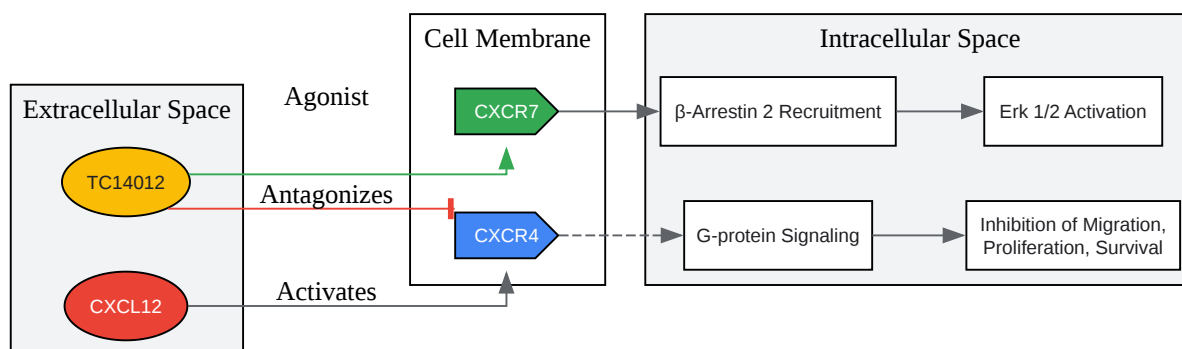 Cell Membrane
Intracellular Space
Extracellular Space
Agonist
CXCR7
β-Arrestin 2 Recruitment
Erk 1/2 Activation
TC14012
Antagonizes
CXCR4
G-protein Signaling
Inhibition of Migration,
Proliferation, Survival
CXCL12
Activates